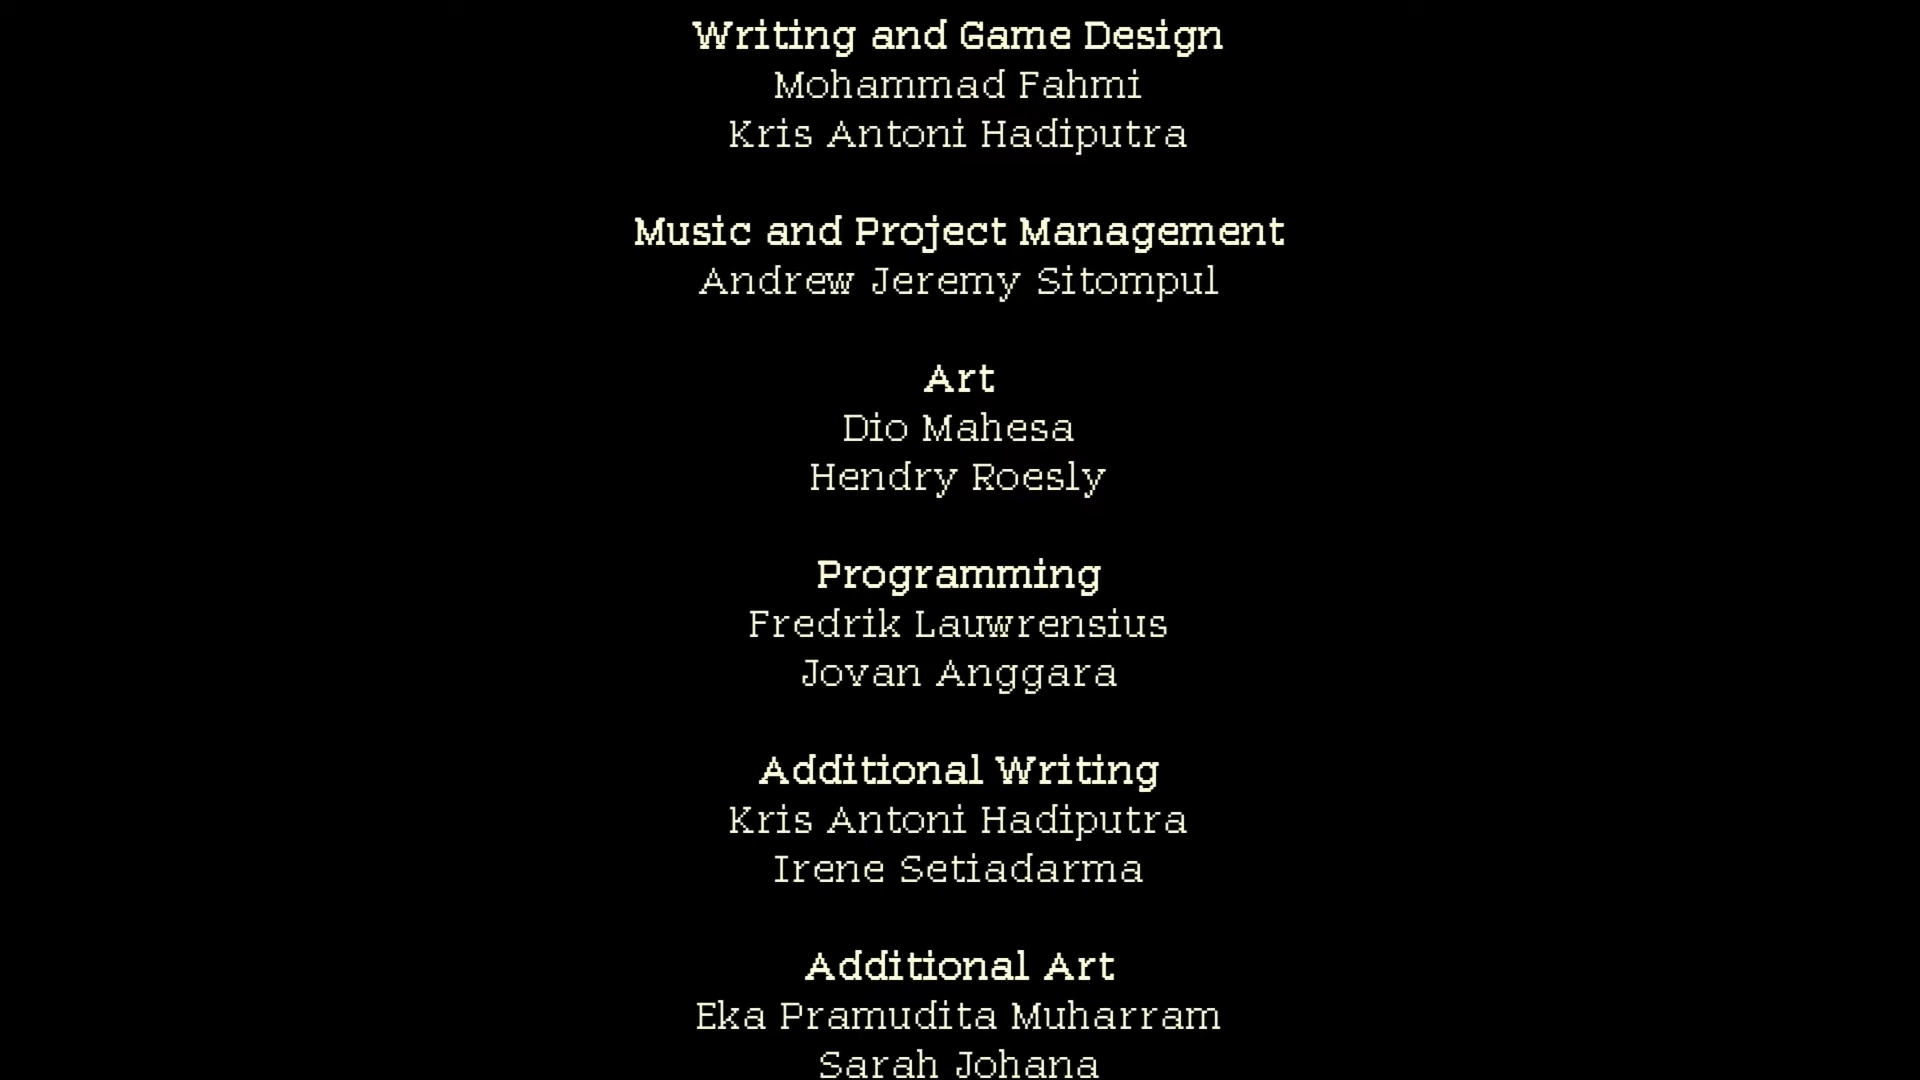 Writing and Game Design
Mohammad Fahmi
Kris Antoni Hadiputra
Music and Project Management
Andrew Jeremy Sitompul
Art
Dio Mahesa
Hendry Roesly
Programming
Fredrik Lauwrensius
Jovan Anggara
Additional Writing
Kris Antoni Hadiputra
Irene Setiadarma
Additional Art
Eka Pramudita Muharram
Sarah Johana